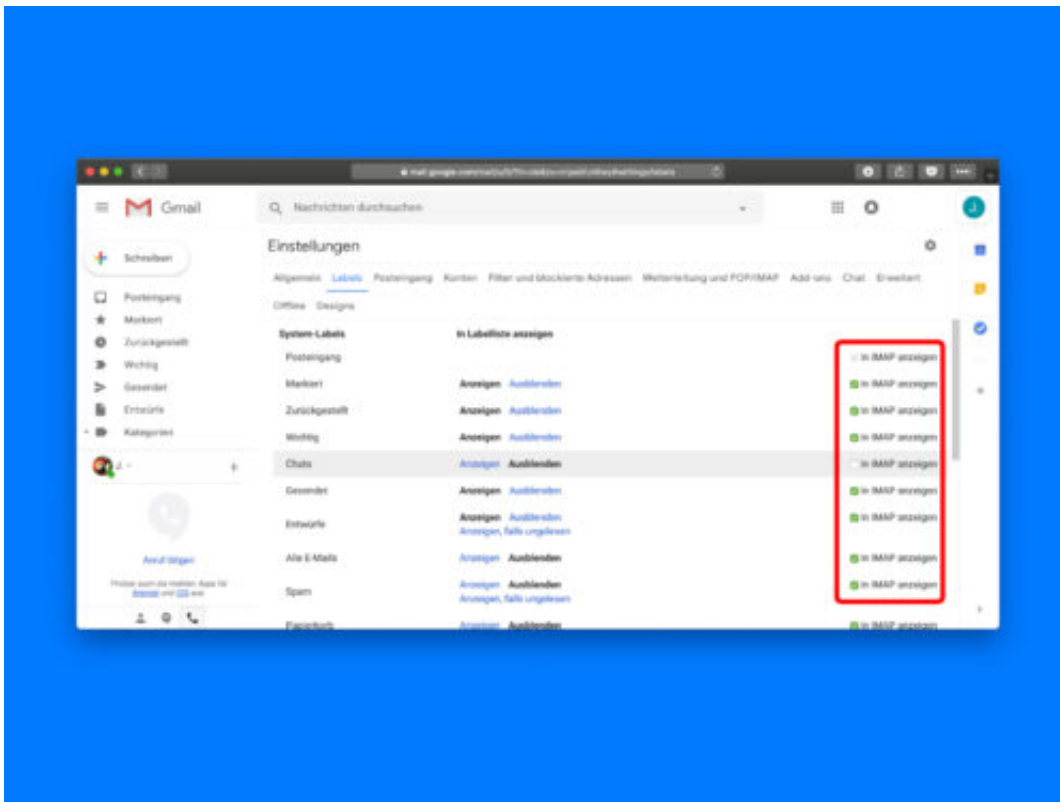 Gmail
Nachrichten durchsuchen
Schreiben
Posteingang
Markiert
Zurückgestellt
Wichtig
Gesendet
Entwürfe
Kategorien
Anruf tätigen
Einstellungen
Allgemein Labels Posteingang Konten Filter und blockierte Adressen Weiterleitung und POP/IMAP Add-ons Chat Erweitert
Offline Designs
System-Labels In Labelliste anzeigen
Posteingang In IMAP anzeigen
Markiert Anzeigen Ausblenden In IMAP anzeigen
Zurückgestellt Anzeigen Ausblenden In IMAP anzeigen
Wichtig Anzeigen Ausblenden In IMAP anzeigen
Chats Anzeigen Ausblenden In IMAP anzeigen
Gesendet Anzeigen Ausblenden In IMAP anzeigen
Entwürfe Anzeigen Ausblenden In IMAP anzeigen
Anzeigen, falls ungelesen
Alle E-Mails Anzeigen Ausblenden In IMAP anzeigen
Spam Anzeigen Ausblenden In IMAP anzeigen
Anzeigen, falls ungelesen
Papierkorb Anzeigen Ausblenden In IMAP anzeigen